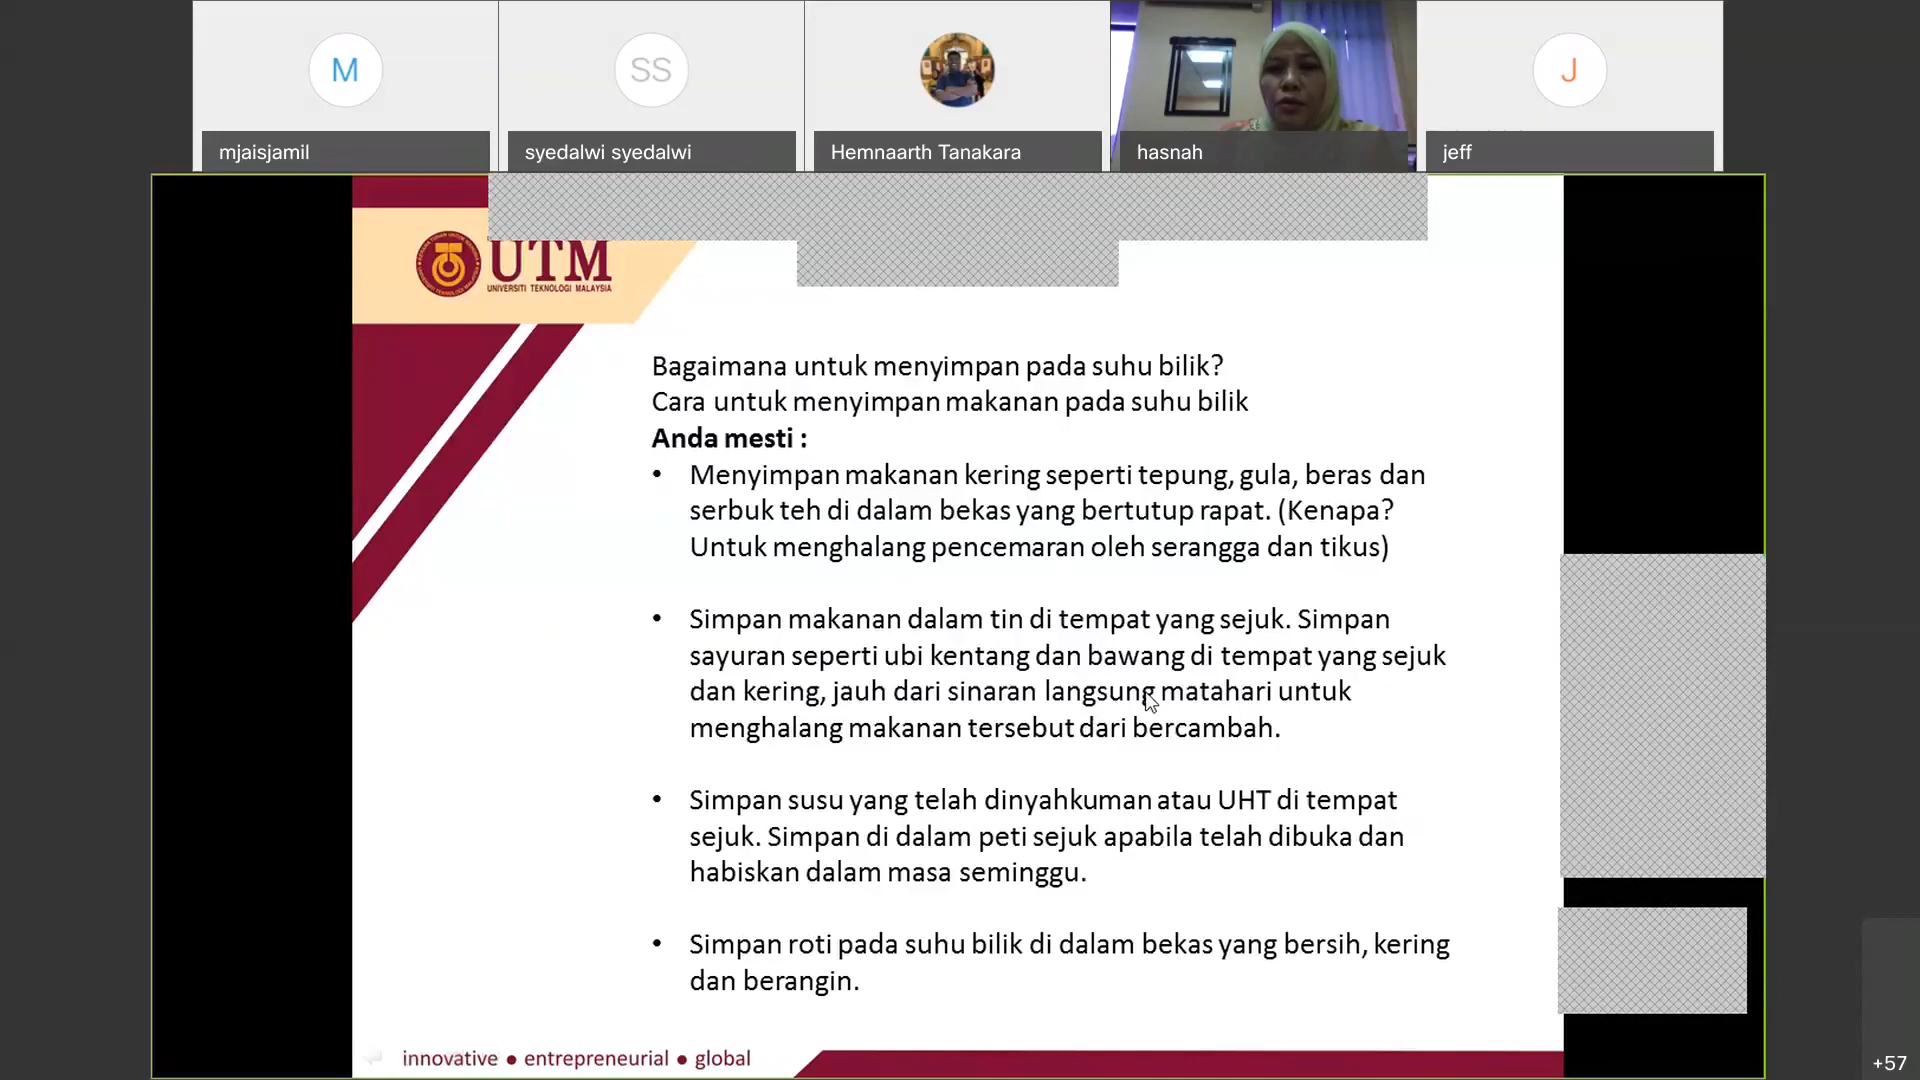 M
SS
J
mjaisjamil
syedalwi syedalwi
Hemnaarth Tanakara
hasnah
jeff
UTM
UNIVERSITI TEKNOLOGI MALAYSIA
Bagaimana untuk menyimpan pada suhu bilik?
Cara untuk menyimpan makanan pada suhu bilik
Anda mesti :
• Menyimpan makanan kering seperti tepung, gula, beras dan
serbuk teh di dalam bekas yang bertutup rapat. (Kenapa?
Untuk menghalang pencemaran oleh serangga dan tikus)
• Simpan makanan dalam tin di tempat yang sejuk. Simpan
sayuran seperti ubi kentang dan bawang di tempat yang sejuk
dan kering, jauh dari sinaran langsung matahari untuk
menghalang makanan tersebut dari bercambah.
• Simpan susu yang telah dinyahkuman atau UHT di tempat
sejuk. Simpan di dalam peti sejuk apabila telah dibuka dan
habiskan dalam masa seminggu.
• Simpan roti pada suhu bilik di dalam bekas yang bersih, kering
dan berangin.
innovative ● entrepreneurial ● global
+57